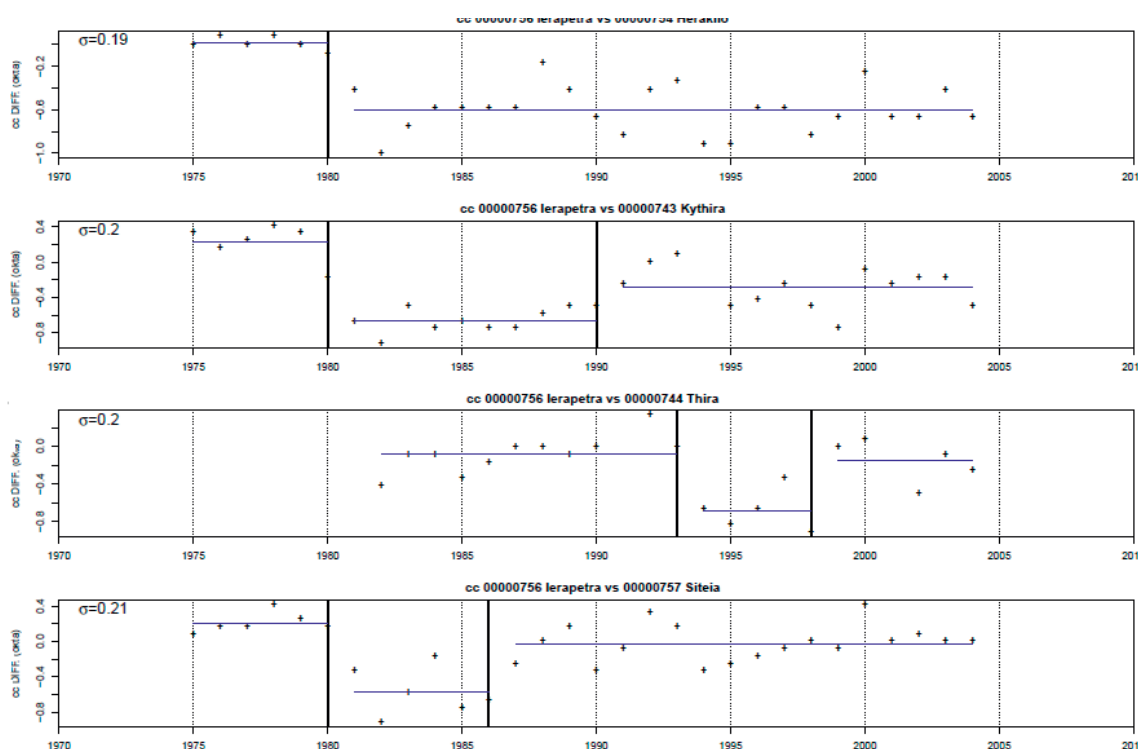 cc 00000756 Ierapetra vs 00000754 Heraklio
σ=0.19
cc DIFF. (okta)
-0.2
-0.6
-1.0
1970 1975 1980 1985 1990 1995 2000 2005 201
cc 00000756 Ierapetra vs 00000743 Kythira
σ=0.2
cc DIFF. (okta)
0.4
0.0
-0.4
-0.8
1970 1975 1980 1985 1990 1995 2000 2005 201
cc 00000756 Ierapetra vs 00000744 Thira
σ=0.2
cc DIFF.
0.0
-0.4
-0.8
1970 1975 1980 1985 1990 1995 2000 2005 201
cc 00000756 Ierapetra vs 00000757 Siteia
σ=0.21
cc DIFF. (okta)
0.4
0.0
-0.4
-0.8
1970 1975 1980 1985 1990 1995 2000 2005 201